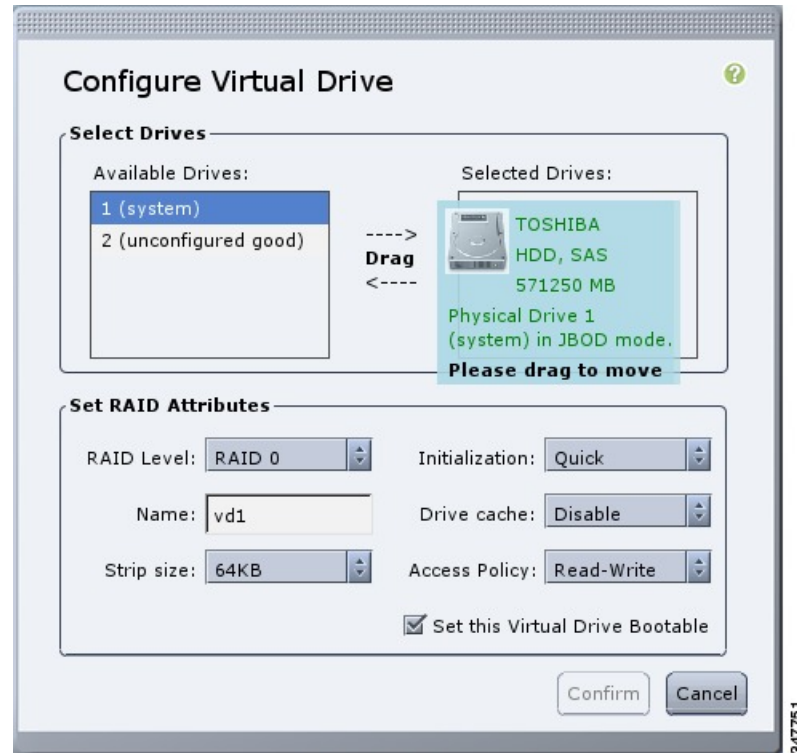 Configure Virtual Drive
?
Select Drives
Available Drives:
Selected Drives:
1 (system)
2 (unconfigured good)
---->
Drag
<----
TOSHIBA
HDD, SAS
571250 MB
Physical Drive 1
(system) in JBOD mode.
Please drag to move
Set RAID Attributes
RAID Level: RAID 0
Initialization: Quick
Name: vd1
Drive cache: Disable
Strip size: 64KB
Access Policy: Read-Write
Set this Virtual Drive Bootable
Confirm
Cancel